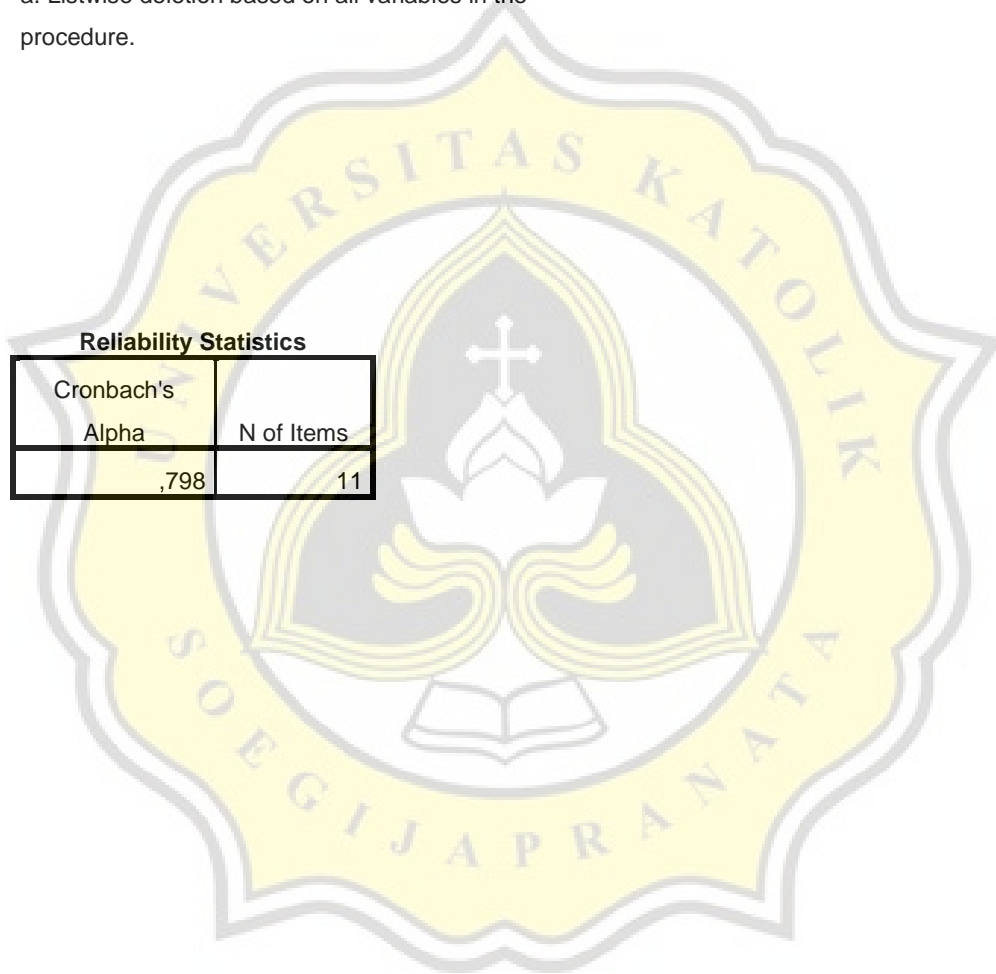 a. Listwise deletion based on all variables in the
procedure.
UNIVERSITAS KATOLIK
Reliability Statistics
Cronbach's
Alpha N of Items
,798 11
SOEGIJAPRANATA